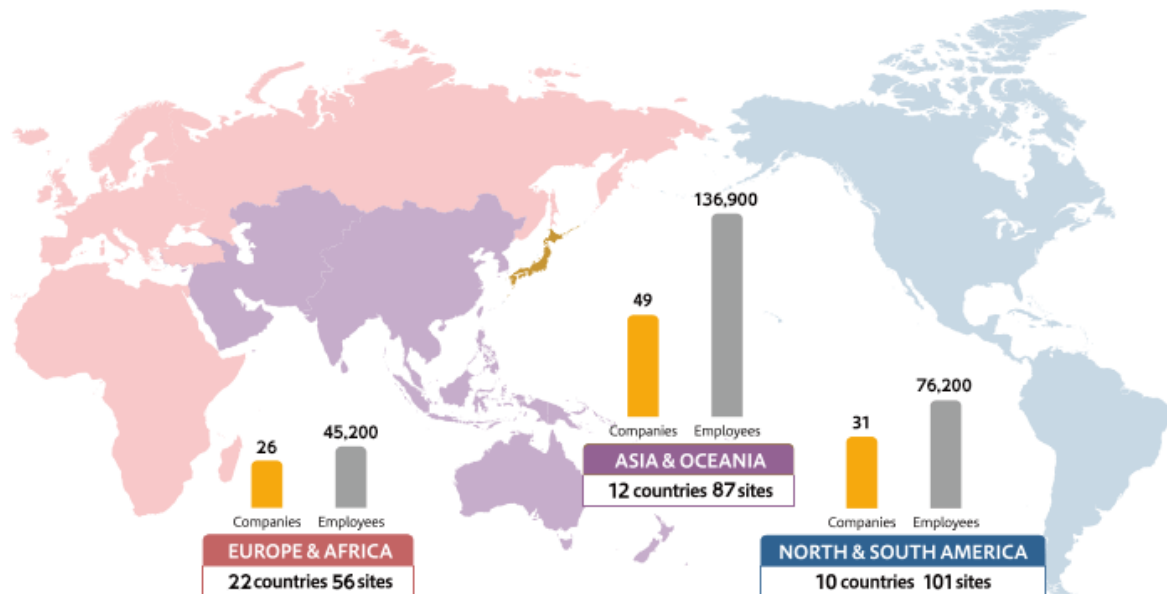 136,900
49
Companies Employees
ASIA & OCEANIA
12 countries 87 sites
26
45,200
Companies Employees
EUROPE & AFRICA
22 countries 56 sites
76,200
31
Companies Employees
NORTH & SOUTH AMERICA
10 countries 101 sites